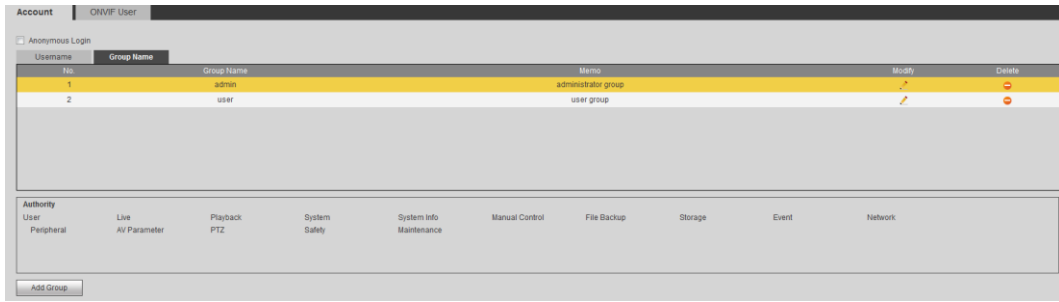 Account ONVIF User
Anonymous Login
Username Group Name
No. Group Name Memo Modify Delete
1 admin administrator group
2 user user group
Authority
User Live Playback System System Info Manual Control File Backup Storage Event Network
Peripheral AV Parameter PTZ Safety Maintenance
Add Group